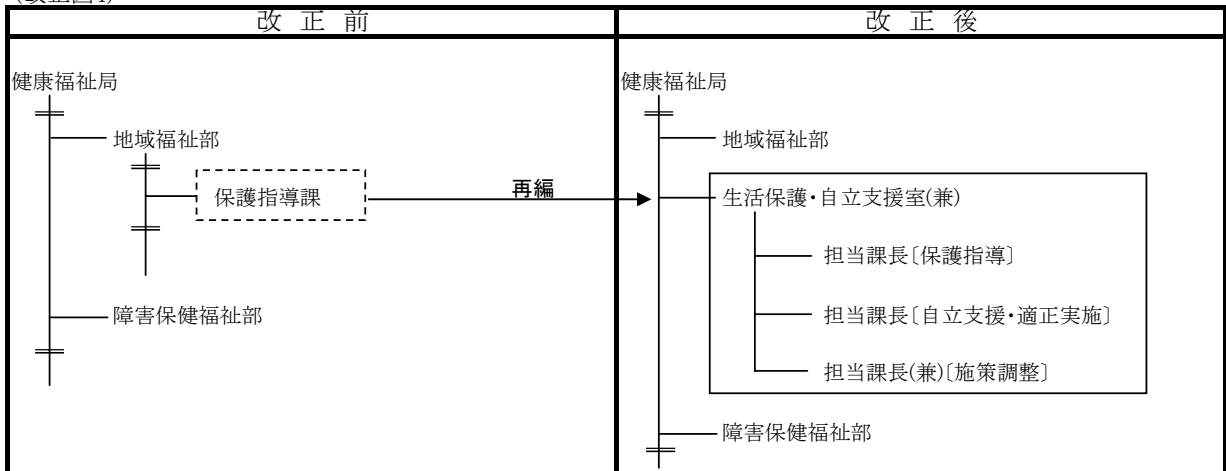 改正前
改正後
健康福祉局
地域福祉部
保護指導課
再編
障害保健福祉部
健康福祉局
地域福祉部
生活保護・自立支援室(兼)
担当課長〔保護指導〕
担当課長〔自立支援・適正実施〕
担当課長(兼)〔施策調整〕
障害保健福祉部